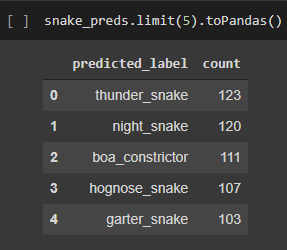 [ ] snake_preds.limit(5).toPandas()
predicted_label count
0 thunder_snake 123
1 night_snake 120
2 boa_constrictor 111
3 hognose_snake 107
4 garter_snake 103